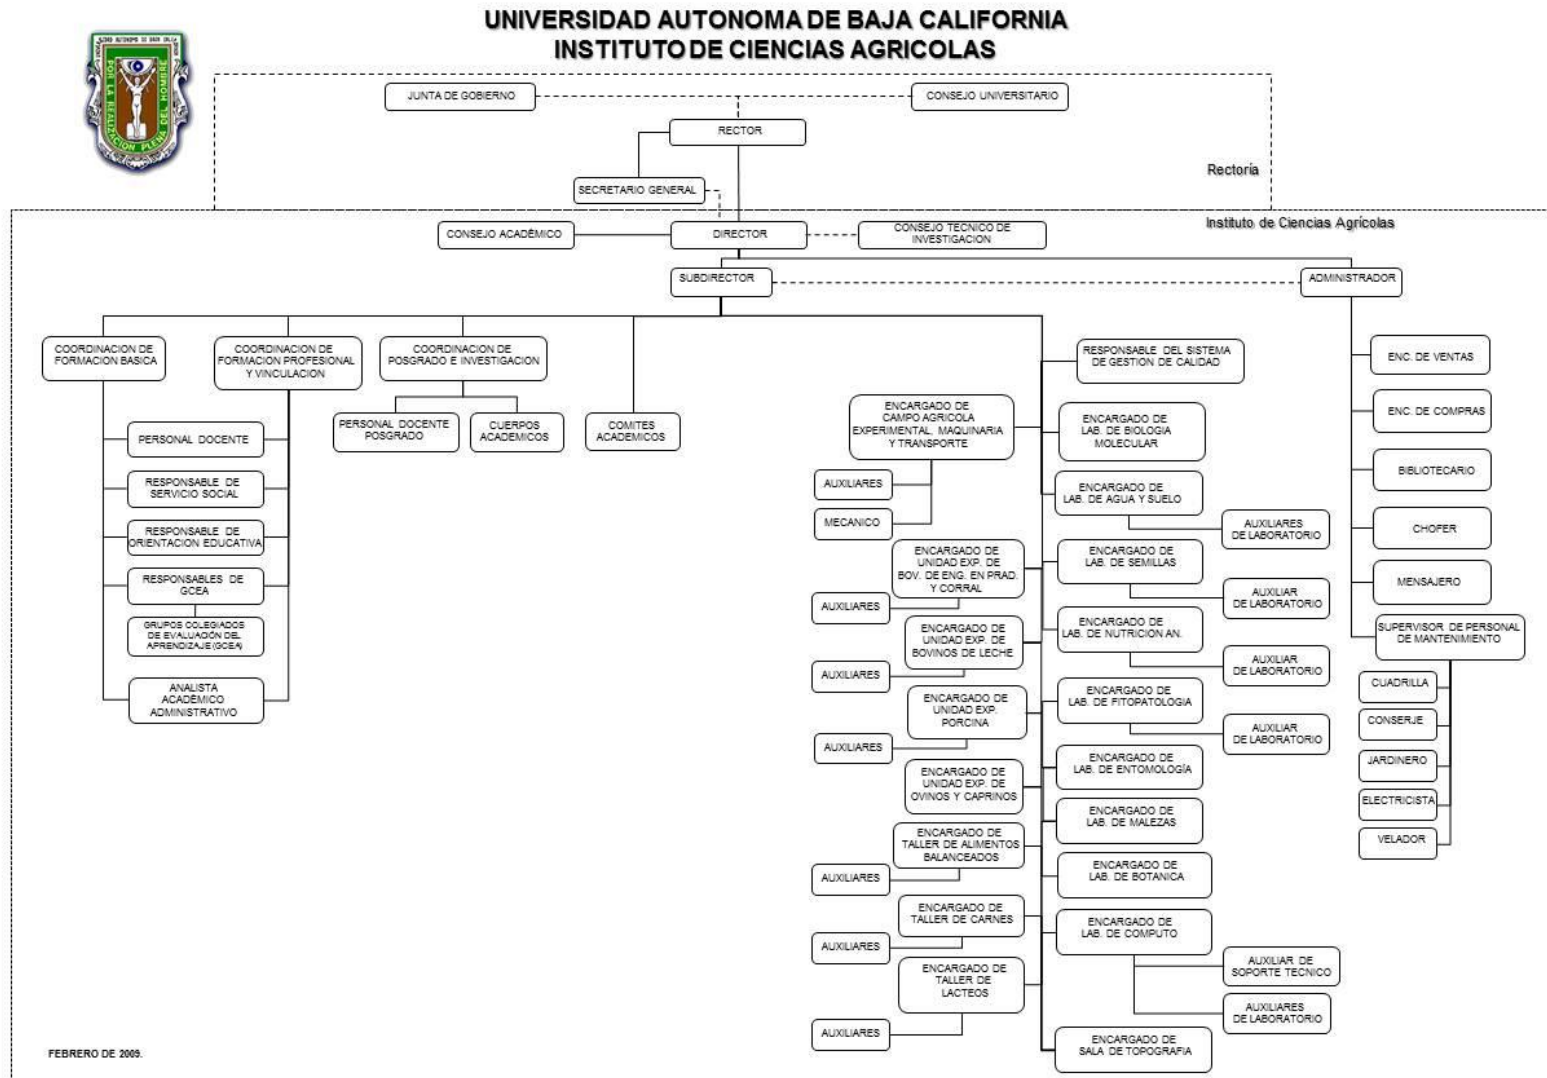 UNIVERSIDAD AUTONOMA DE BAJA CALIFORNIA
INSTITUTO DE CIENCIAS AGRICOLAS
POR LA REALIZACION PLENA DEL HOMBRE
JUNTA DE GOBIERNO
CONSEJO UNIVERSITARIO
RECTOR
Rectoría
SECRETARIO GENERAL
Instituto de Ciencias Agrícolas
CONSEJO ACADÉMICO
DIRECTOR
CONSEJO TECNICO DE
INVESTIGACION
SUBDIRECTOR
ADMINISTRADOR
COORDINACION DE
FORMACION BASICA
COORDINACION DE
FORMACION PROFESIONAL
Y VINCULACION
COORDINACION DE
POSGRADO E INVESTIGACION
PERSONAL DOCENTE
POSGRADO
CUERPOS
ACADEMICOS
COMITES
ACADEMICOS
PERSONAL DOCENTE
RESPONSABLE DE
SERVICIO SOCIAL
RESPONSABLE DE
ORIENTACION EDUCATIVA
RESPONSABLES DE
GCEA
GRUPOS COLEGIADOS
DE EVALUACIÓN DEL
APRENDIZAJE (GCEA)
ANALISTA
ACADÉMICO
ADMINISTRATIVO
ENCARGADO DE
CAMPO AGRICOLA
EXPERIMENTAL, MAQUINARIA
Y TRANSPORTE
AUXILIARES
MECANICO
ENCARGADO DE
UNIDAD EXP. DE
BOV. DE ENG. EN PRAD.
Y CORRAL
AUXILIARES
ENCARGADO DE
UNIDAD EXP. DE
BOVINOS DE LECHE
AUXILIARES
ENCARGADO DE
UNIDAD EXP.
PORCINA
AUXILIARES
ENCARGADO DE
UNIDAD EXP. DE
OVINOS Y CAPRINOS
ENCARGADO DE
TALLER DE ALIMENTOS
BALANCEADOS
AUXILIARES
ENCARGADO DE
TALLER DE CARNES
AUXILIARES
ENCARGADO DE
TALLER DE
LACTEOS
AUXILIARES
RESPONSABLE DEL SISTEMA
DE GESTION DE CALIDAD
ENCARGADO DE
LAB. DE BIOLOGIA
MOLECULAR
ENCARGADO DE
LAB. DE AGUA Y SUELO
AUXILIARES
DE LABORATORIO
ENCARGADO DE
LAB. DE SEMILLAS
AUXILIAR
DE LABORATORIO
ENCARGADO DE
LAB. DE NUTRICION AN.
AUXILIAR
DE LABORATORIO
ENCARGADO DE
LAB. DE FITOPATOLOGIA
AUXILIAR
DE LABORATORIO
ENCARGADO DE
LAB. DE ENTOMOLOGÍA
ENCARGADO DE
LAB. DE MALEZAS
ENCARGADO DE
LAB. DE BOTANICA
ENCARGADO DE
LAB. DE COMPUTO
AUXILIAR DE
SOPORTE TECNICO
AUXILIARES
DE LABORATORIO
ENCARGADO DE
SALA DE TOPOGRAFIA
ENC. DE VENTAS
ENC. DE COMPRAS
BIBLIOTECARIO
CHOFER
MENSAJERO
SUPERVISOR DE PERSONAL
DE MANTENIMIENTO
CUADRILLA
CONSERJE
JARDINERO
ELECTRICISTA
VELADOR
FEBRERO DE 2009.